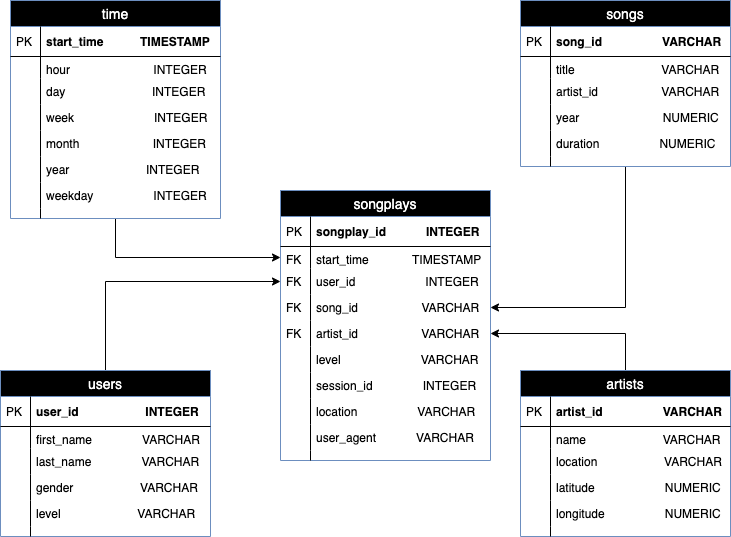 time
PK start_time TIMESTAMP
hour INTEGER
day INTEGER
week INTEGER
month INTEGER
year INTEGER
weekday INTEGER
songs
PK song_id VARCHAR
title VARCHAR
artist_id VARCHAR
year NUMERIC
duration NUMERIC
songplays
PK songplay_id INTEGER
FK start_time TIMESTAMP
FK user_id INTEGER
FK song_id VARCHAR
FK artist_id VARCHAR
level VARCHAR
session_id INTEGER
location VARCHAR
user_agent VARCHAR
users
PK user_id INTEGER
first_name VARCHAR
last_name VARCHAR
gender VARCHAR
level VARCHAR
artists
PK artist_id VARCHAR
name VARCHAR
location VARCHAR
latitude NUMERIC
longitude NUMERIC